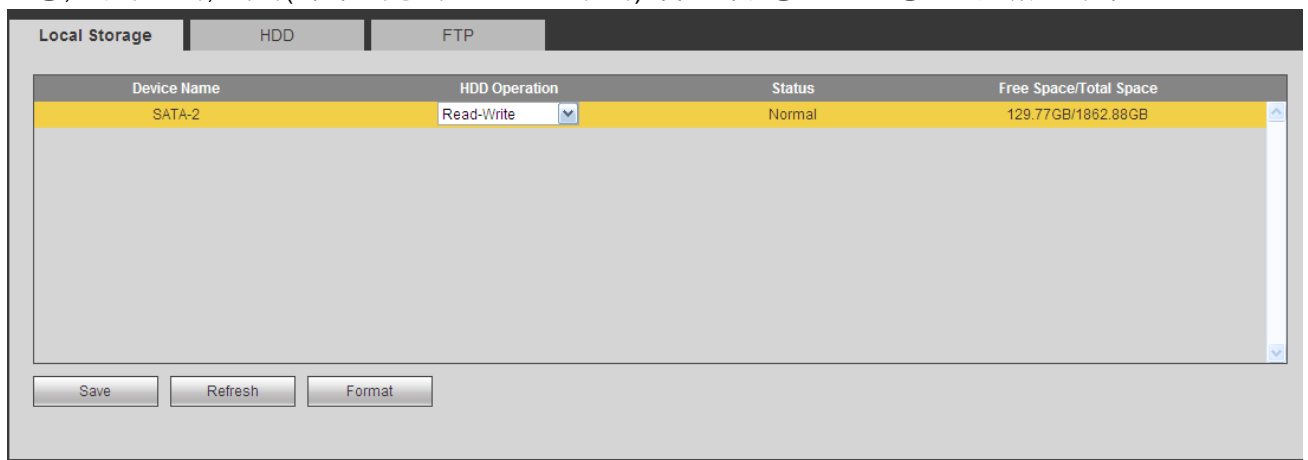 Local Storage HDD FTP
Device Name HDD Operation Status Free Space/Total Space
SATA-2 Read-Write Normal 129.77GB/1862.88GB
Save Refresh Format